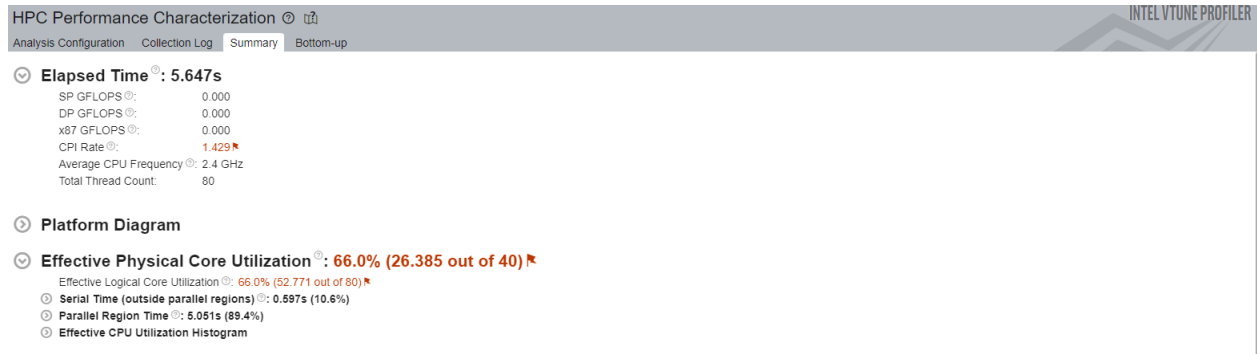 HPC Performance Characterization
INTEL VTUNE PROFILER
Analysis Configuration Collection Log Summary Bottom-up
Elapsed Time: 5.647s
SP GFLOPS: 0.000
DP GFLOPS: 0.000
x87 GFLOPS: 0.000
CPI Rate: 1.429
Average CPU Frequency: 2.4 GHz
Total Thread Count: 80
Platform Diagram
Effective Physical Core Utilization: 66.0% (26.385 out of 40)
Effective Logical Core Utilization: 66.0% (52.771 out of 80)
Serial Time (outside parallel regions): 0.597s (10.6%)
Parallel Region Time: 5.051s (89.4%)
Effective CPU Utilization Histogram